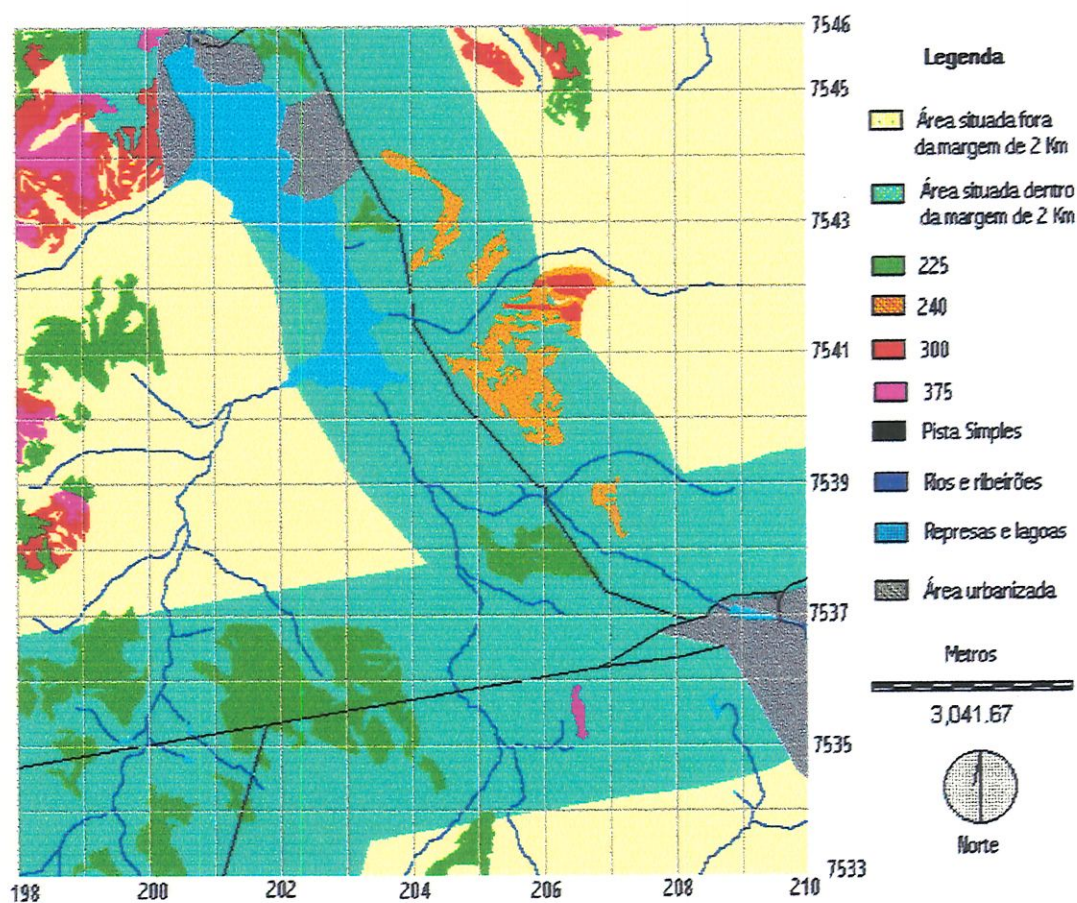 7546
7545
7543
7541
7539
7537
7535
7533
198
200
202
204
206
208
210
Legenda
Área situada fora
da margem de 2 Km
Área situada dentro
da margem de 2 Km
225
240
300
375
Pista Simples
Rios e ribeirões
Represas e lagoas
Área urbanizada
Metros
3,041.67
Norte